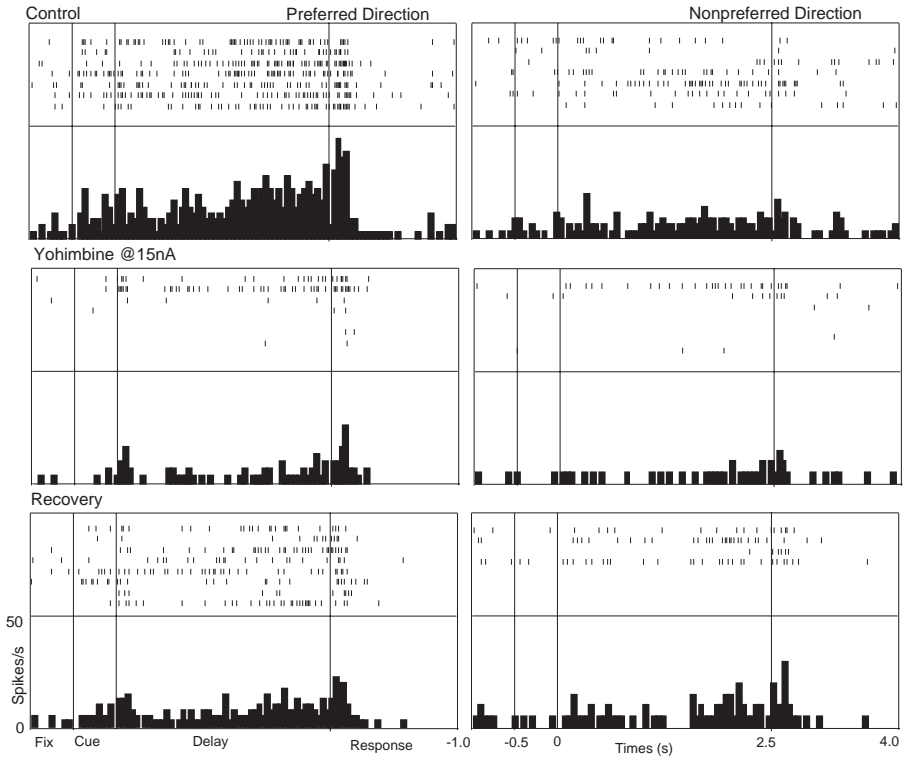 Control
Preferred Direction
Nonpreferred Direction
Yohimbine @15nA
Recovery
50
Spikes/s
0
Fix
Cue
Delay
Response
-1.0
-0.5
0
Times (s)
2.5
4.0